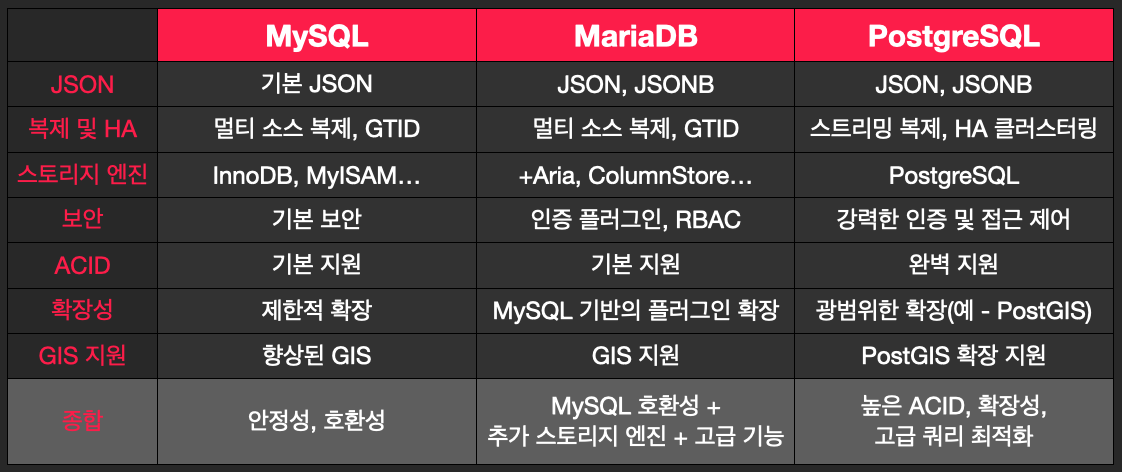 MySQL MariaDB PostgreSQL
JSON 기본 JSON JSON, JSONB JSON, JSONB
복제 및 HA 멀티 소스 복제, GTID 멀티 소스 복제, GTID 스트리밍 복제, HA 클러스터링
스토리지 엔진 InnoDB, MyISAM… +Aria, ColumnStore… PostgreSQL
보안 기본 보안 인증 플러그인, RBAC 강력한 인증 및 접근 제어
ACID 기본 지원 기본 지원 완벽 지원
확장성 제한적 확장 MySQL 기반의 플러그인 확장 광범위한 확장(예 - PostGIS)
GIS 지원 향상된 GIS GIS 지원 PostGIS 확장 지원
종합 안정성, 호환성 MySQL 호환성 +
추가 스토리지 엔진 + 고급 기능 높은 ACID, 확장성,
고급 쿼리 최적화